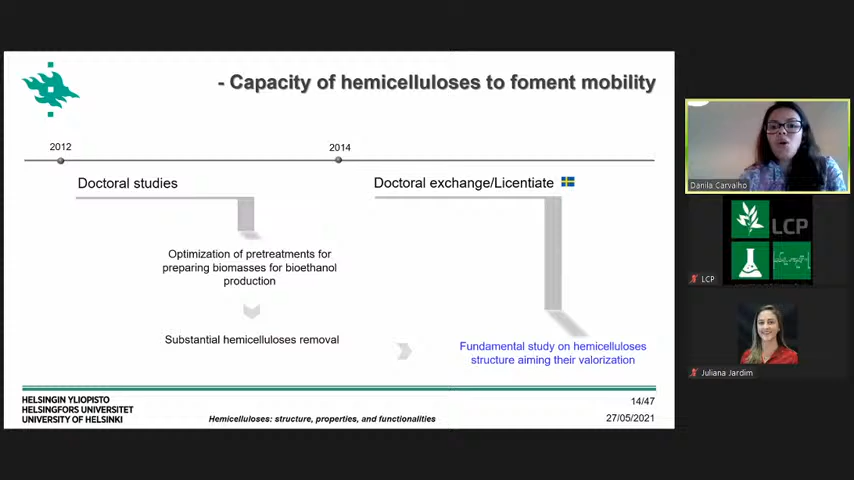 - Capacity of hemicelluloses to foment mobility
2012
2014
Doctoral studies
Doctoral exchange/Licentiate
Optimization of pretreatments for
preparing biomasses for bioethanol
production
Substantial hemicelluloses removal
Fundamental study on hemicelluloses
structure aiming their valorization
HELSINGIN YLIOPISTO
HELSINGFORS UNIVERSITET
UNIVERSITY OF HELSINKI
Hemicelluloses: structure, properties, and functionalities
14/47
27/05/2021
Danila Carvalho
LCP
LCP
Juliana Jardim